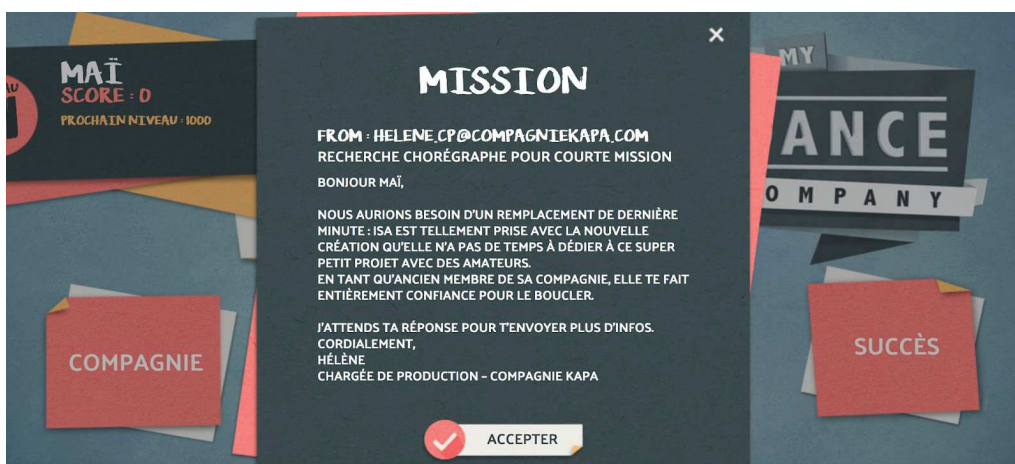 MAÏ
SCORE : 0
PROCHAIN NIVEAU : 1000
MISSION
FROM : HELENE.CP@COMPAGNIEKAPA.COM
RECHERCHE CHORÉGRAPHE POUR COURTE MISSION
BONJOUR MAÏ,
NOUS AURIONS BESOIN D'UN REMPLACEMENT DE DERNIÈRE
MINUTE : ISA EST TELLEMENT PRISE AVEC LA NOUVELLE
CRÉATION QU'ELLE N'A PAS DE TEMPS À DÉDIER À CE SUPER
PETIT PROJET AVEC DES AMATEURS.
EN TANT QU'ANCIEN MEMBRE DE SA COMPAGNIE, ELLE TE FAIT
ENTIÈREMENT CONFIANCE POUR LE BOUCLER.
J'ATTENDS TA RÉPONSE POUR T'ENVOYER PLUS D'INFOS.
CORDIALEMENT,
HÉLÈNE
CHARGÉE DE PRODUCTION – COMPAGNIE KAPA
ACCEPTER
COMPAGNIE
MY
ANCE
OMPANY
SUCCÈS